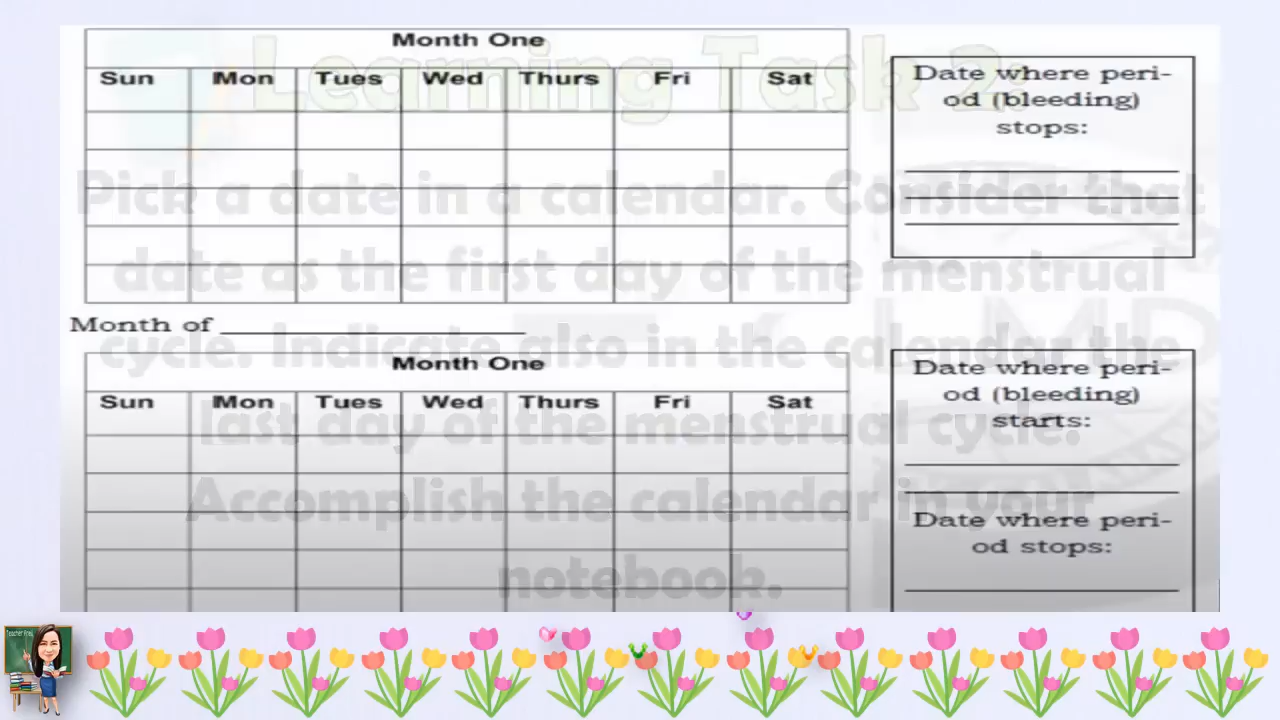 Learning Task 2:
Pick a date in a calendar. Consider that
date as the first day of the menstrual
cycle. Indicate also in the calendar the
last day of the menstrual cycle.
Accomplish the calendar in your
notebook.
Month One
Sun Mon Tues Wed Thurs Fri Sat
Date where peri-
od (bleeding)
stops:
Month of
Month One
Sun Mon Tues Wed Thurs Fri Sat
Date where peri-
od (bleeding)
starts:
Date where peri-
od stops: